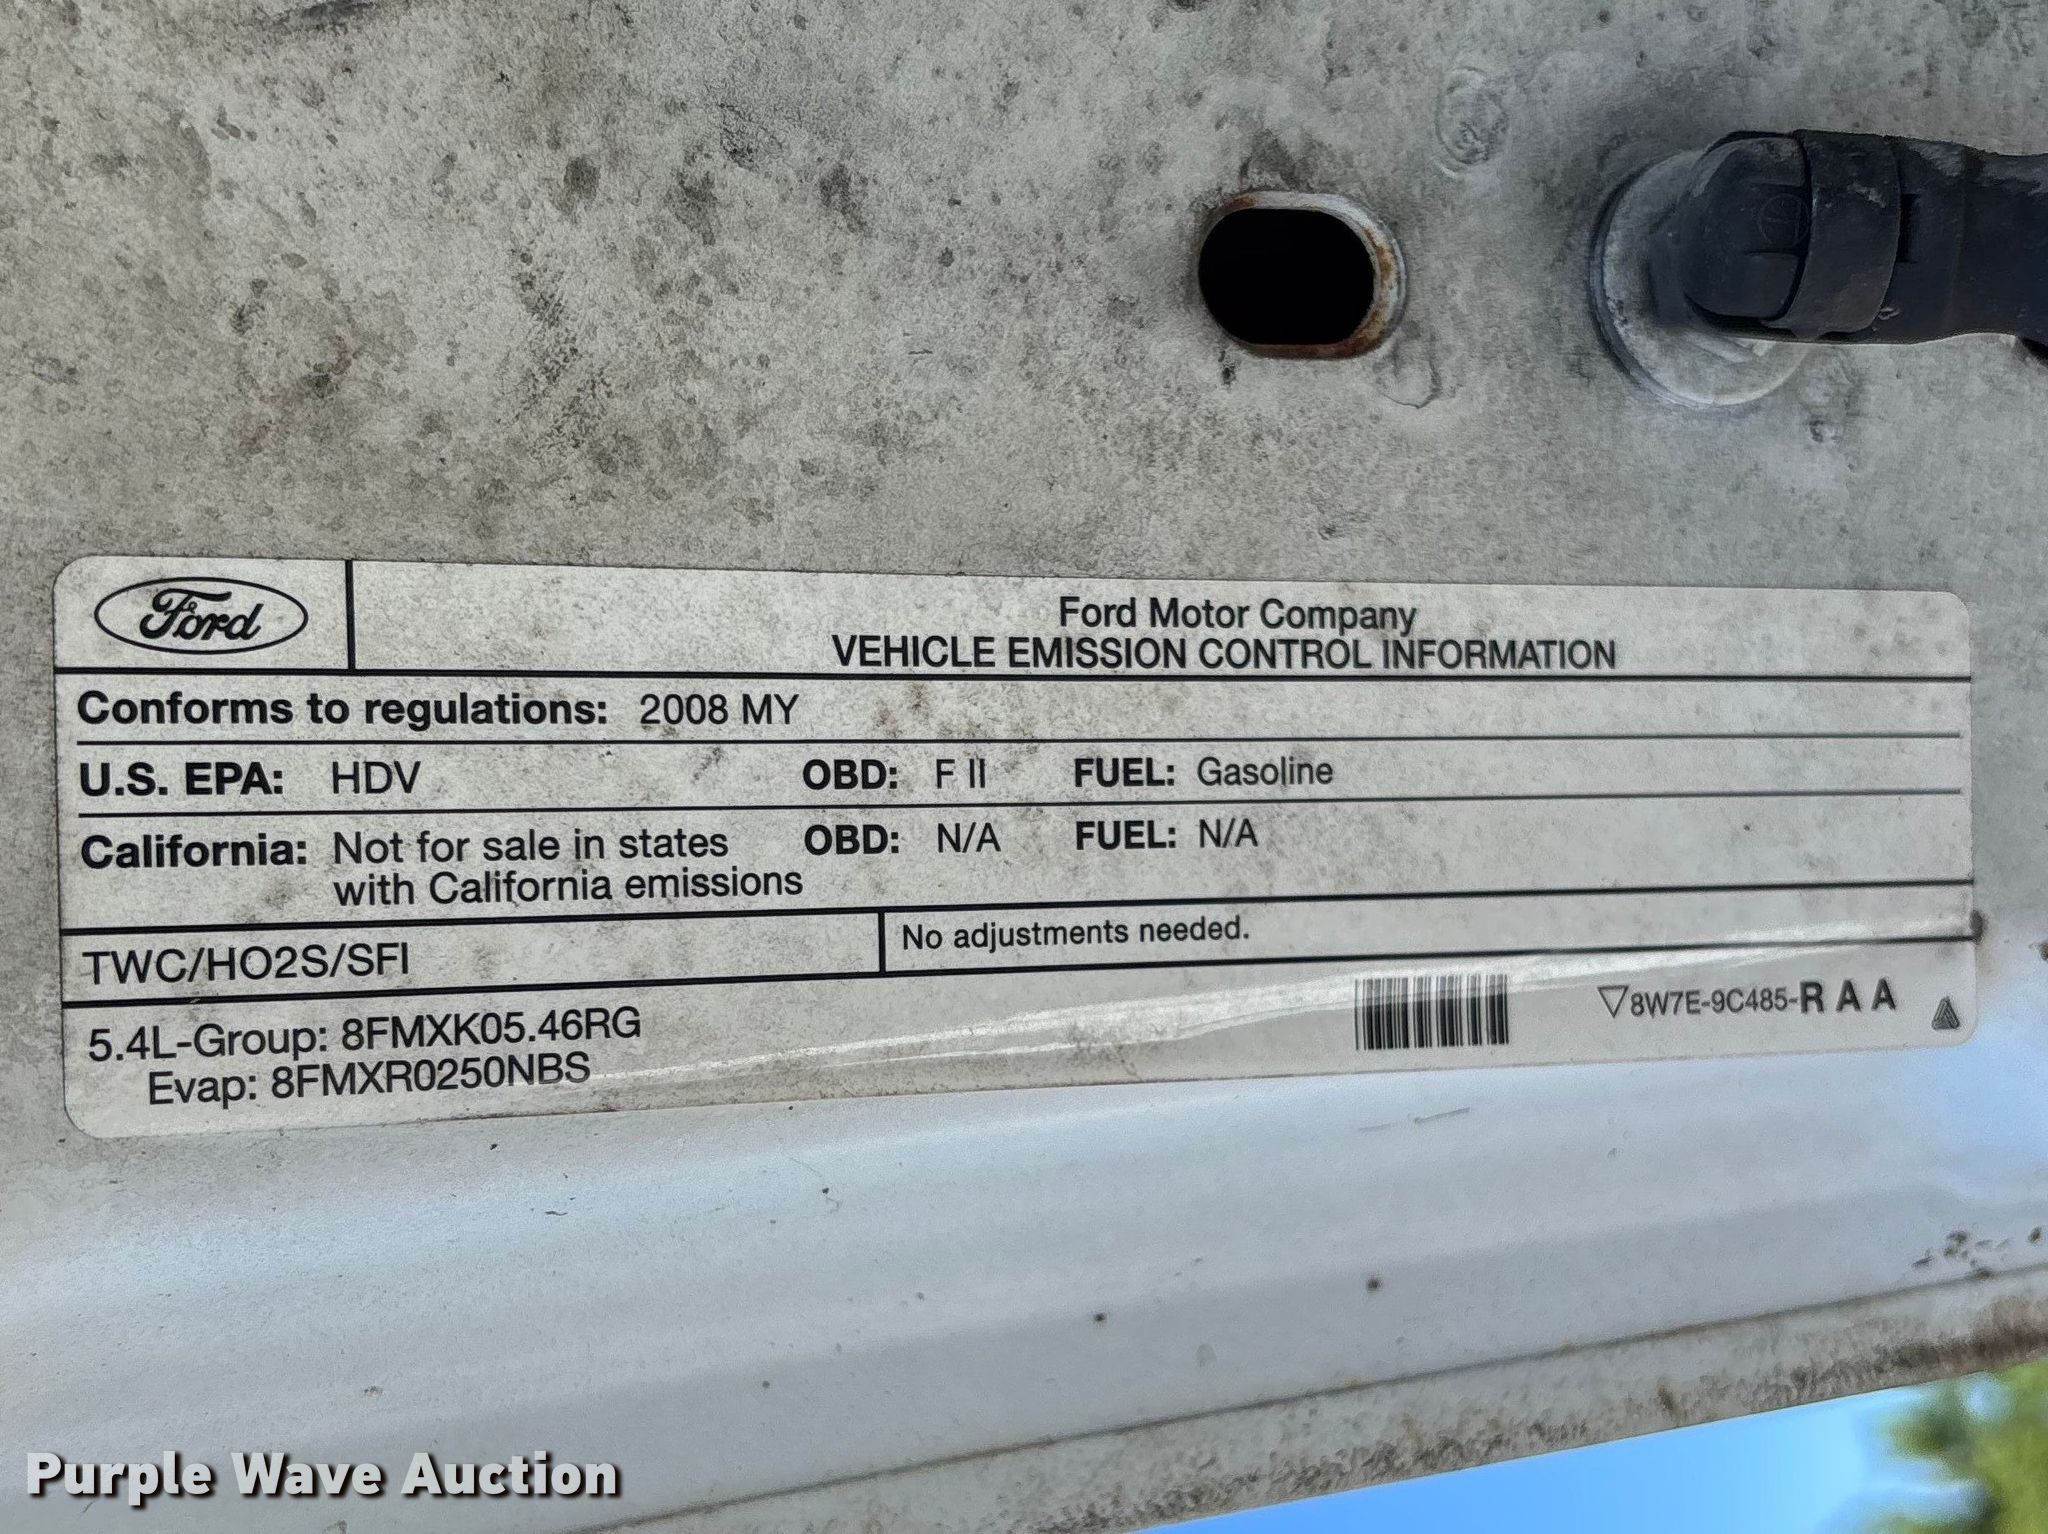 Ford
Ford Motor Company
VEHICLE EMISSION CONTROL INFORMATION
Conforms to regulations: 2008 MY
U.S. EPA: HDV OBD: F II FUEL: Gasoline
California: Not for sale in states OBD: N/A FUEL: N/A
with California emissions
TWC/HO2S/SFI
No adjustments needed.
5.4L-Group: 8FMXK05.46RG
Evap: 8FMXR0250NBS
8W7E-9C485-R A A
Purple Wave Auction